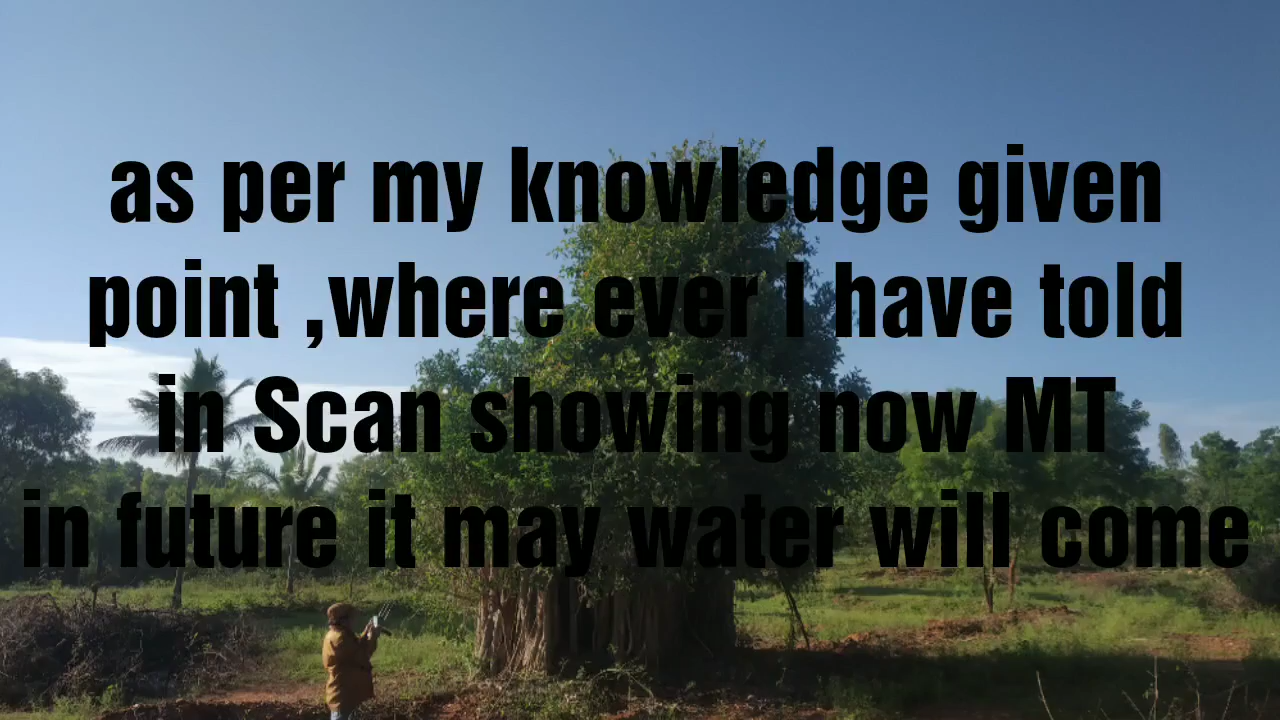 as per my knowledge given
point ,where ever I have told
in Scan showing now MT
in future it may water will come